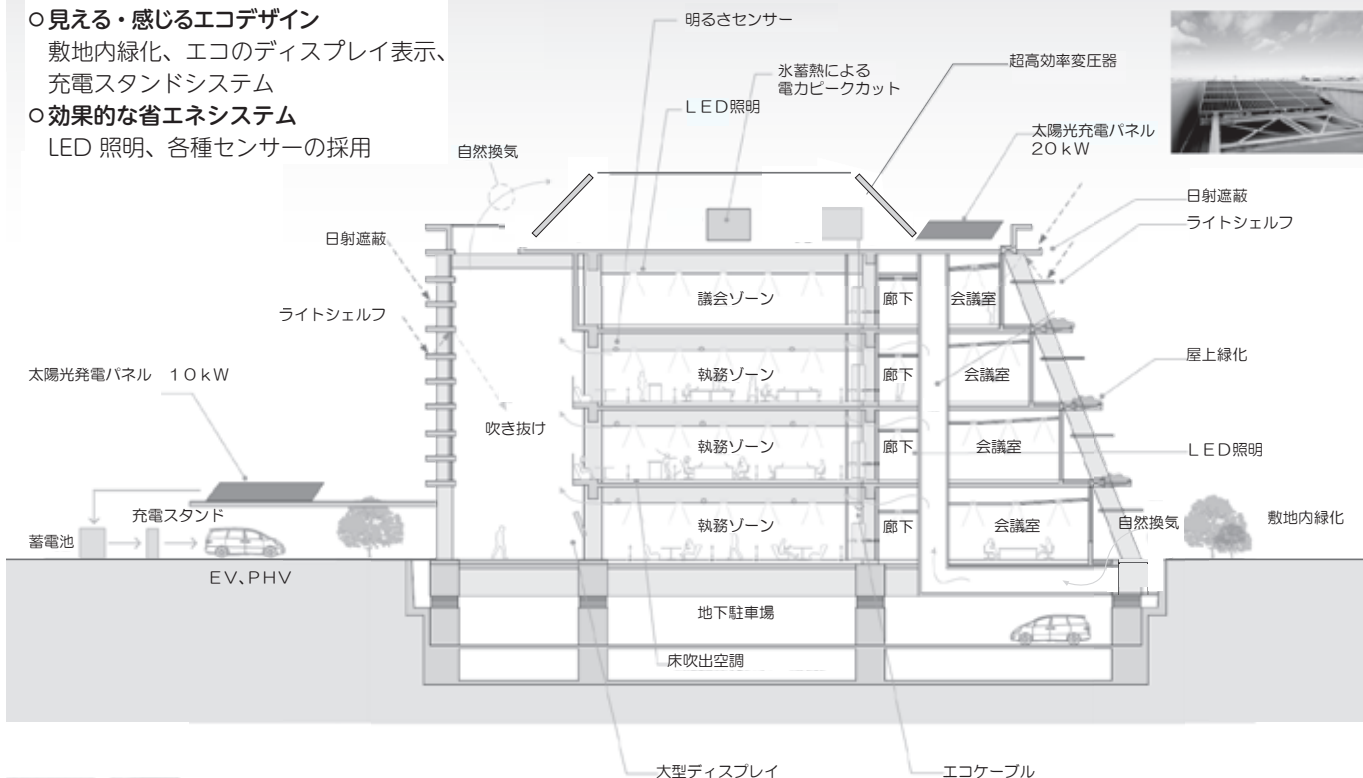 ○見える・感じるエコデザイン
敷地内緑化、エコのディスプレイ表示、
充電スタンドシステム
○効果的な省エネシステム
LED 照明、各種センサーの採用
明るさセンサー
氷蓄熱による
電力ピークカット
超高効率変圧器
LED照明
太陽光充電パネル
20kW
自然換気
日射遮蔽
ライトシェルフ
日射遮蔽
ライトシェルフ
議会ゾーン
廊下
会議室
屋上緑化
太陽光発電パネル 10kW
執務ゾーン
廊下
会議室
吹き抜け
執務ゾーン
廊下
会議室
LED照明
充電スタンド
蓄電池
EV、PHV
執務ゾーン
廊下
会議室
自然換気
敷地内緑化
地下駐車場
床吹出空調
大型ディスプレイ
エコケーブル